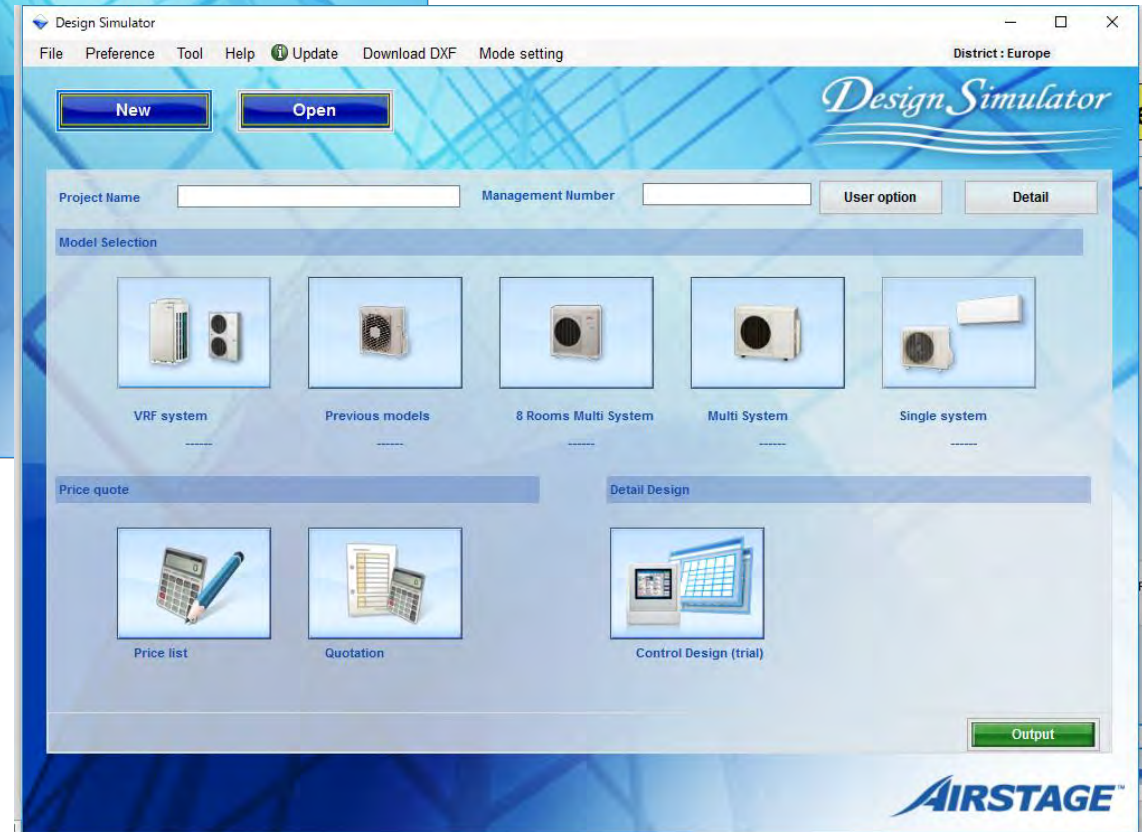 Design Simulator
File Preference Tool Help Update Download DXF Mode setting District : Europe
New Open Design Simulator
Project Name Management Number User option Detail
Model Selection
VRF system Previous models 8 Rooms Multi System Multi System Single system
------ ------ ------ ------ ------
Price quote Detail Design
Price list Quotation Control Design (trial)
Output
AIRSTAGE™